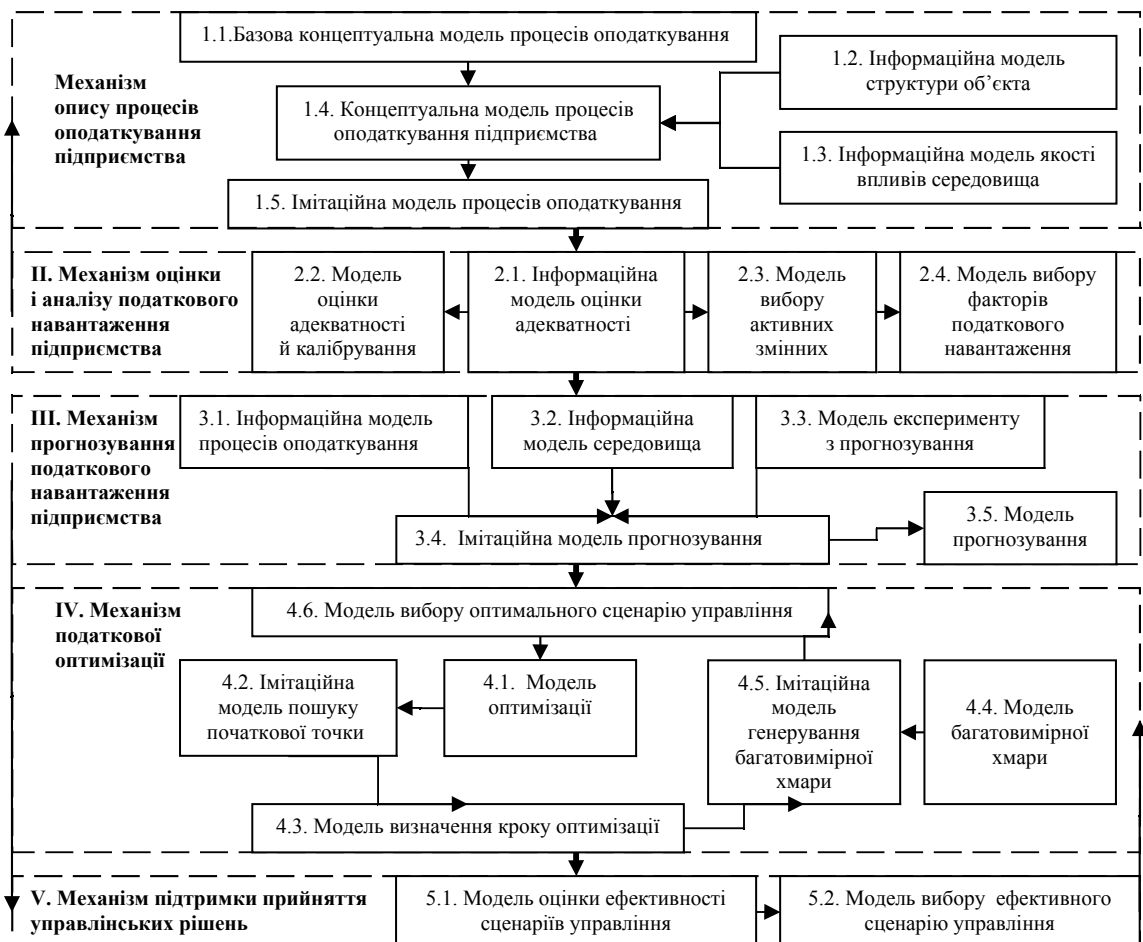 1.1.Базова концептуальна модель процесів оподаткування
Механізм
опису процесів
оподаткування
підприємства
1.2. Інформаційна модель
структури об’єкта
1.4. Концептуальна модель процесів
оподаткування підприємства
1.3. Інформаційна модель якості
впливів середовища
1.5. Імітаційна модель процесів оподаткування
ІІ. Механізм оцінки
і аналізу податкового
навантаження
підприємства
2.2. Модель
оцінки
адекватності
й калібрування
2.1. Інформаційна
модель оцінки
адекватності
2.3. Модель
вибору
активних
змінних
2.4. Модель вибору
факторів
податкового
навантаження
ІІІ. Механізм
прогнозування
податкового
навантаження
підприємства
3.1. Інформаційна модель
процесів оподаткування
3.2. Інформаційна
модель середовища
3.3. Модель експерименту
з прогнозування
3.4. Імітаційна модель прогнозування
3.5. Модель
прогнозування
IV. Механізм
податкової
оптимізації
4.6. Модель вибору оптимального сценарію управління
4.2. Імітаційна
модель пошуку
початкової точки
4.1. Модель
оптимізації
4.5. Імітаційна
модель
генерування
багатовимірної
хмари
4.4. Модель
багатовимірної
хмари
4.3. Модель визначення кроку оптимізації
V. Механізм підтримки прийняття
управлінських рішень
5.1. Модель оцінки ефективності
сценаріїв управління
5.2. Модель вибору ефективного
сценарію управління